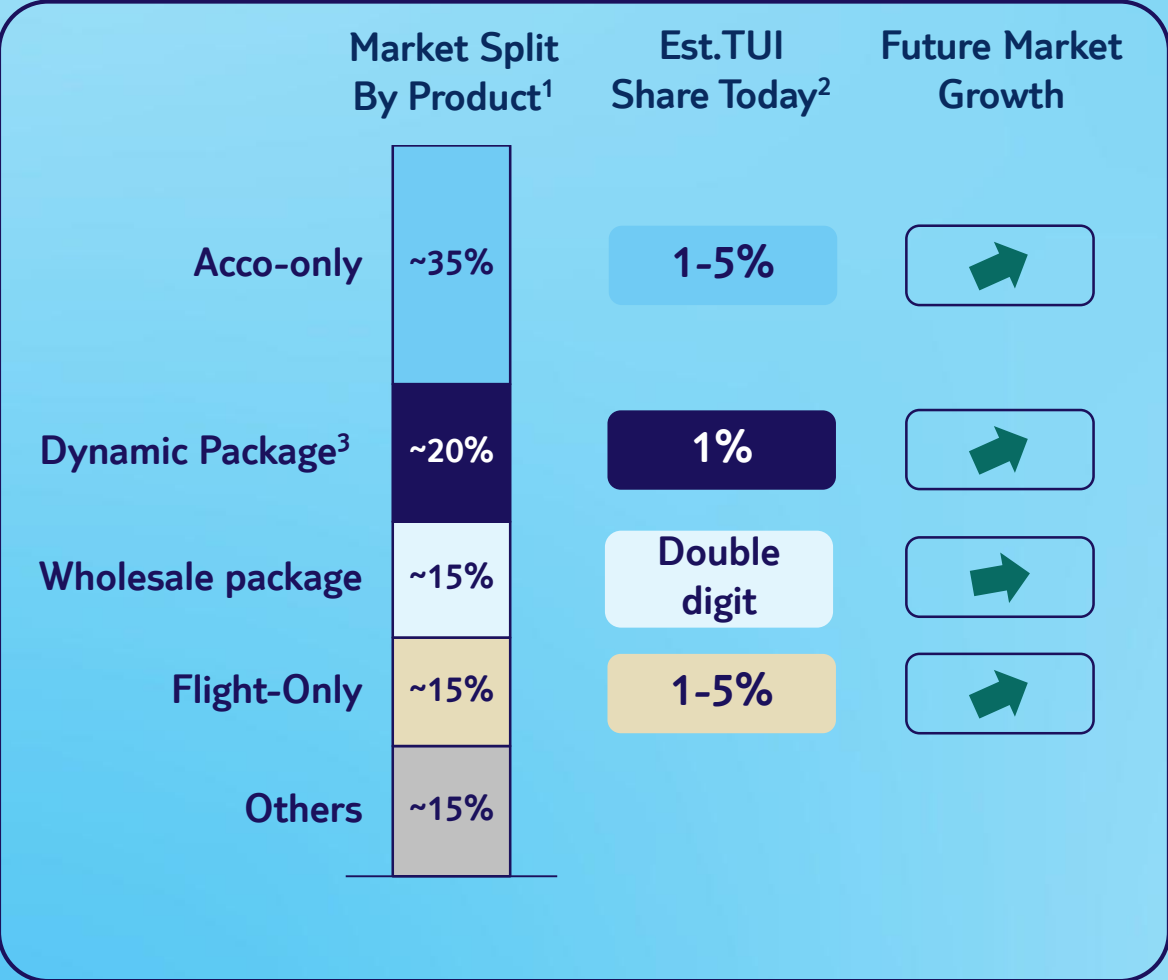 Market Split
By Product¹
Est.TUI
Share Today²
Future Market
Growth
Acco-only
~35%
1-5%
Dynamic Package³
~20%
1%
Wholesale package
~15%
Double
digit
Flight-Only
~15%
1-5%
Others
~15%